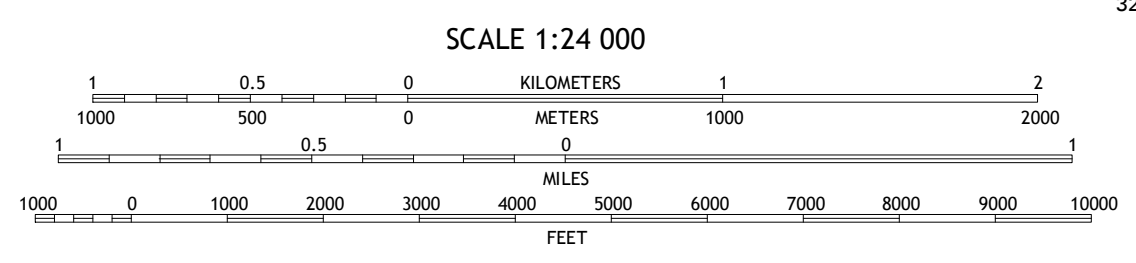 32
SCALE 1:24 000
1 0.5 0 KILOMETERS 1 2
1000 500 0 METERS 1000 2000
1 0.5 0 1
MILES
1000 0 1000 2000 3000 4000 5000 6000 7000 8000 9000 10000
FEET